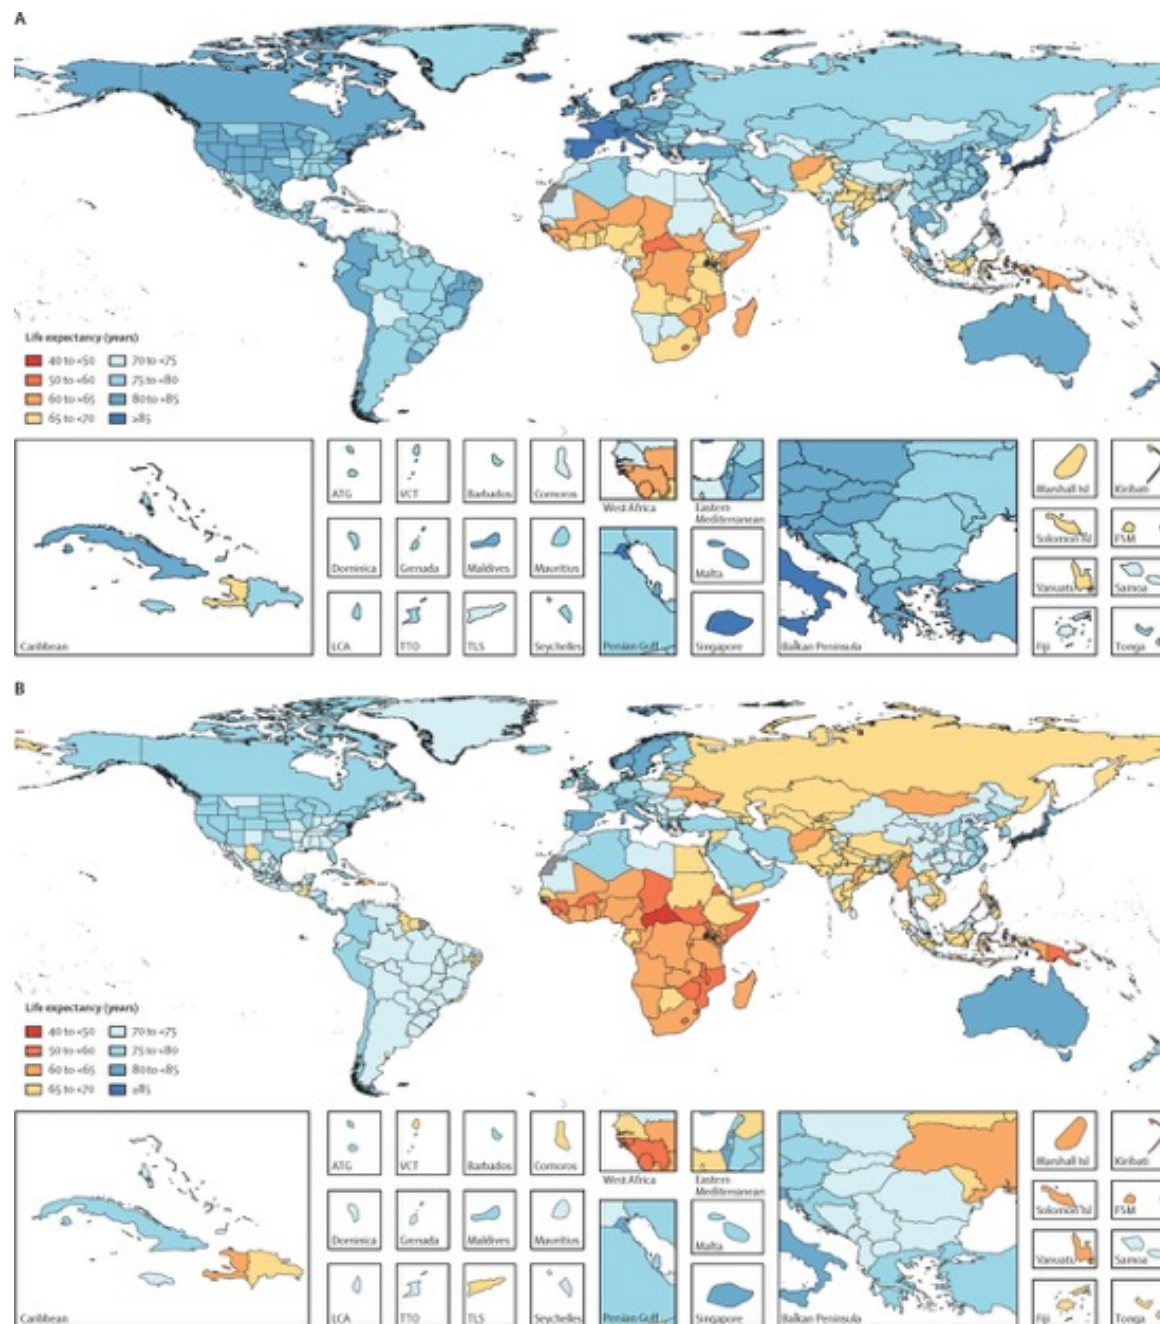 A
Life expectancy (years)
40 to <50 70 to <75
50 to <60 75 to <80
60 to <65 80 to <85
65 to <70 ≥85
Caribbean
ATG
VCT
Barbados
Comoros
Dominica
Grenada
Maldives
Mauritius
LCA
TTO
TLS
Seychelles
West Africa
Eastern
Mediterranean
Persian Gulf
Malta
Singapore
Balkan Peninsula
Marshall Isl
Kiribati
Solomon Isl
FSM
Vanuatu
Samoa
Fiji
Tonga
B
Life expectancy (years)
40 to <50 70 to <75
50 to <60 75 to <80
60 to <65 80 to <85
65 to <70 ≥85
Caribbean
ATG
VCT
Barbados
Comoros
Dominica
Grenada
Maldives
Mauritius
LCA
TTO
TLS
Seychelles
West Africa
Eastern
Mediterranean
Persian Gulf
Malta
Singapore
Balkan Peninsula
Marshall Isl
Kiribati
Solomon Isl
FSM
Vanuatu
Samoa
Fiji
Tonga